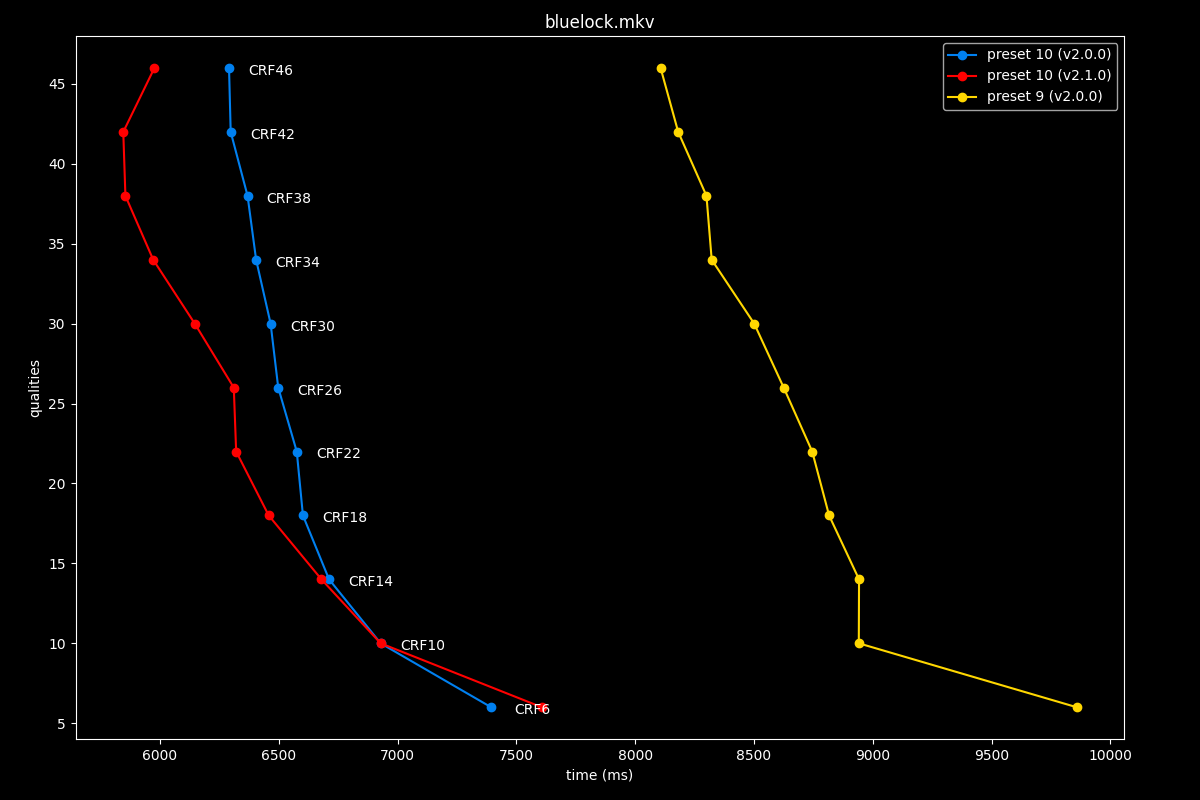 bluelock.mkv
preset 10 (v2.0.0)
preset 10 (v2.1.0)
preset 9 (v2.0.0)
qualities
45
40
35
30
25
20
15
10
5
CRF46
CRF42
CRF38
CRF34
CRF30
CRF26
CRF22
CRF18
CRF14
CRF10
CRF6
6000
6500
7000
7500
8000
8500
9000
9500
10000
time (ms)